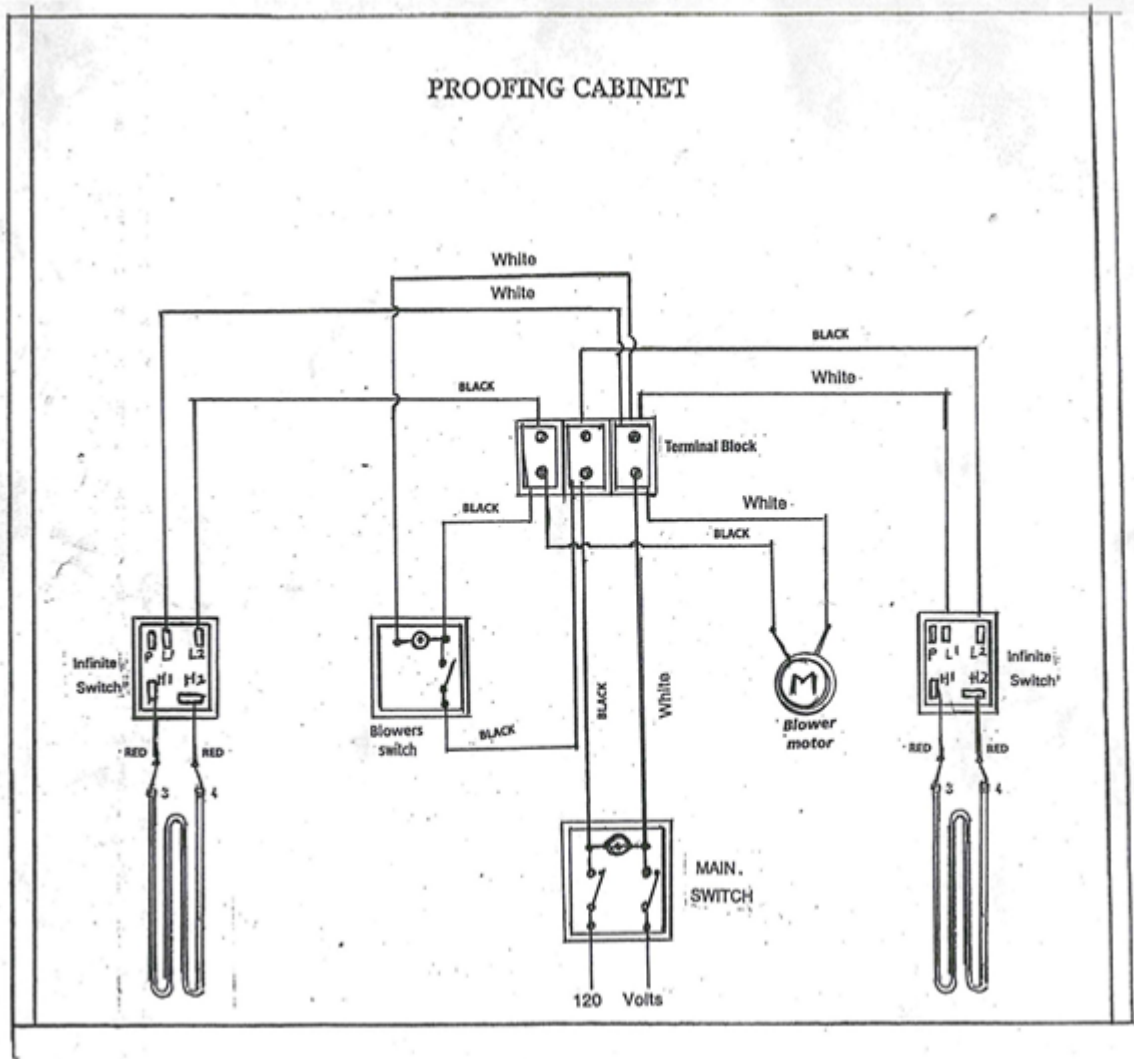 PROOFING CABINET
White
White
BLACK
White
BLACK
Terminal Block
BLACK
White
BLACK
P L2
H1 H2
Infinite
Switch
Blowers
switch
BLACK
BLACK
White
M
Blower
motor
P L1 L2
H1 H2
Infinite
Switch
RED RED
3 4
RED RED
3 4
MAIN.
SWITCH
120 Volts